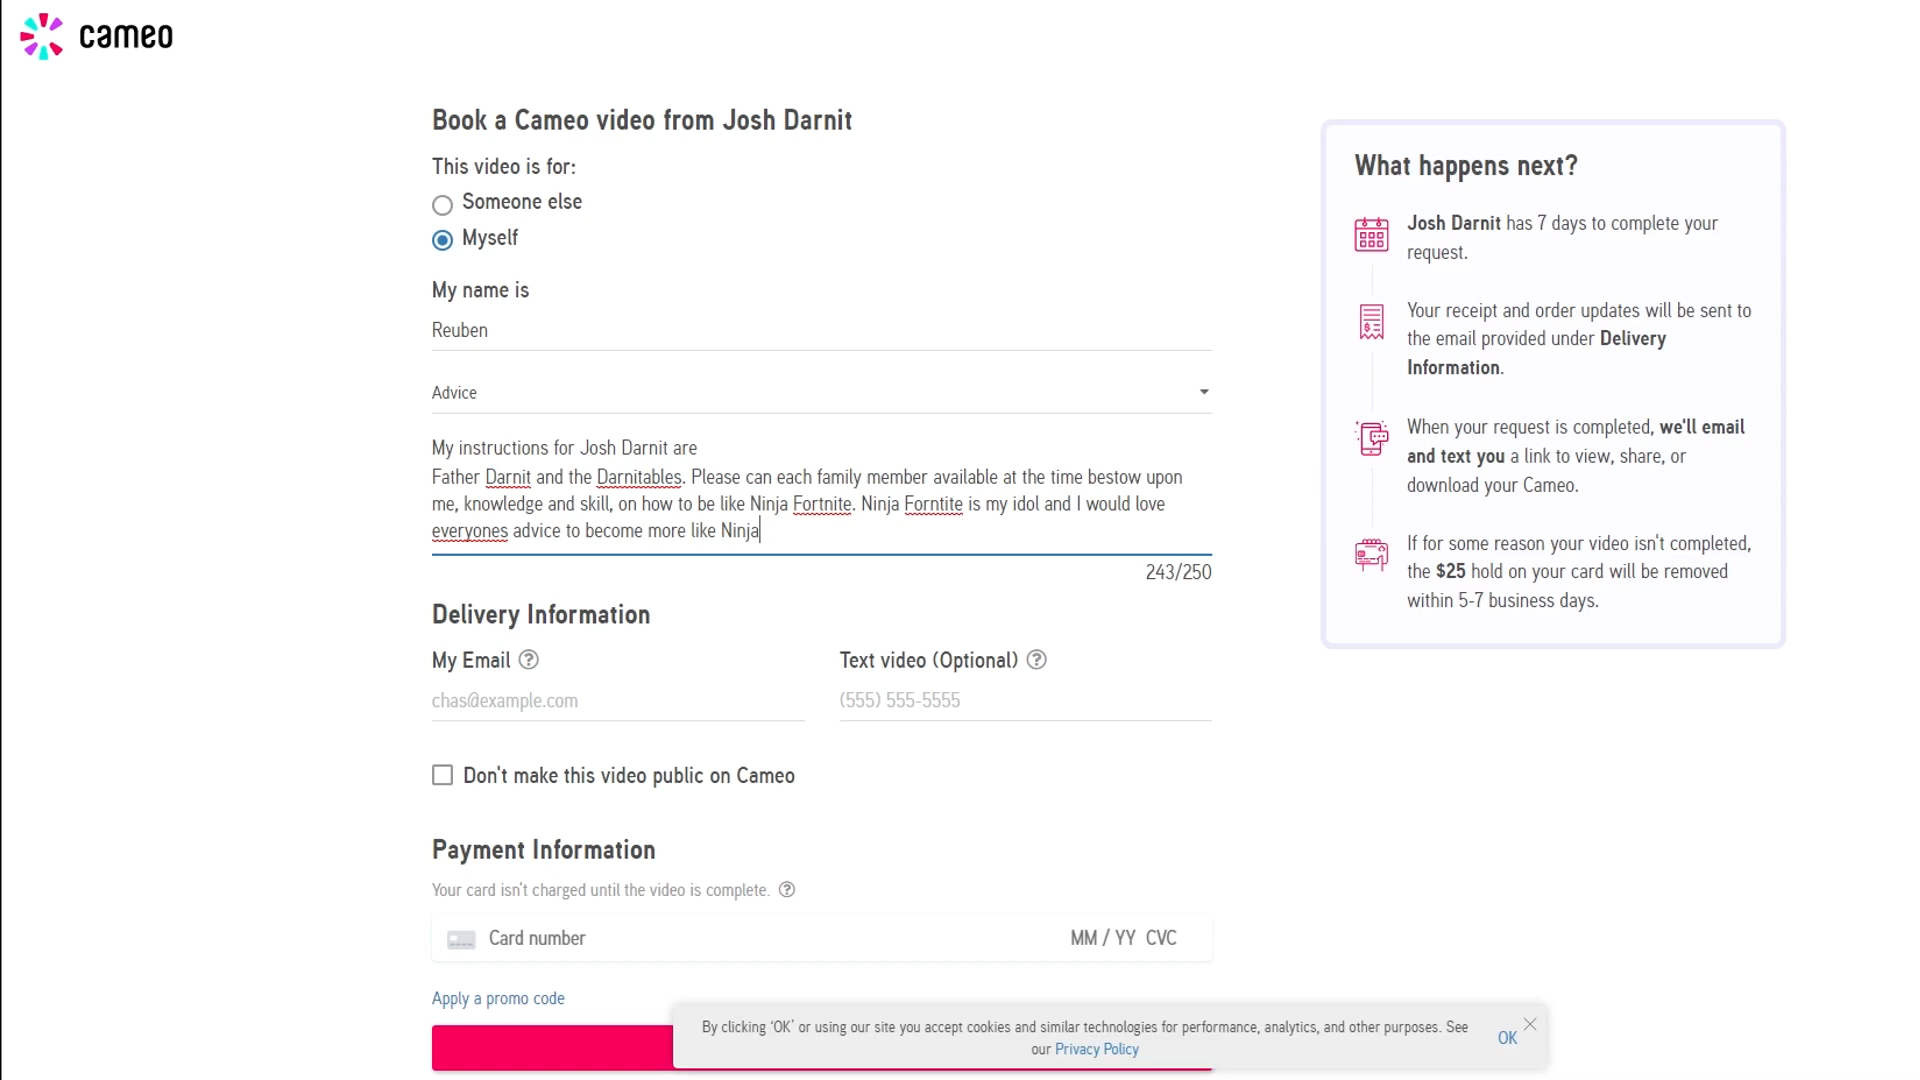 cameo
Book a Cameo video from Josh Darnit
This video is for:
Someone else
Myself
My name is
Reuben
Advice
My instructions for Josh Darnit are
Father Darnit and the Darnitables. Please can each family member available at the time bestow upon
me, knowledge and skill, on how to be like Ninja Fortnite. Ninja Forntite is my idol and I would love
everyones advice to become more like Ninja
243/250
Delivery Information
My Email
Text video (Optional)
chas@example.com
(555) 555-5555
Don't make this video public on Cameo
Payment Information
Your card isn't charged until the video is complete.
Card number
MM / YY CVC
Apply a promo code
What happens next?
Josh Darnit has 7 days to complete your
request.
Your receipt and order updates will be sent to
the email provided under Delivery
Information.
When your request is completed, we'll email
and text you a link to view, share, or
download your Cameo.
If for some reason your video isn't completed,
the $25 hold on your card will be removed
within 5-7 business days.
By clicking ‘OK’ or using our site you accept cookies and similar technologies for performance, analytics, and other purposes. See
our Privacy Policy
OK